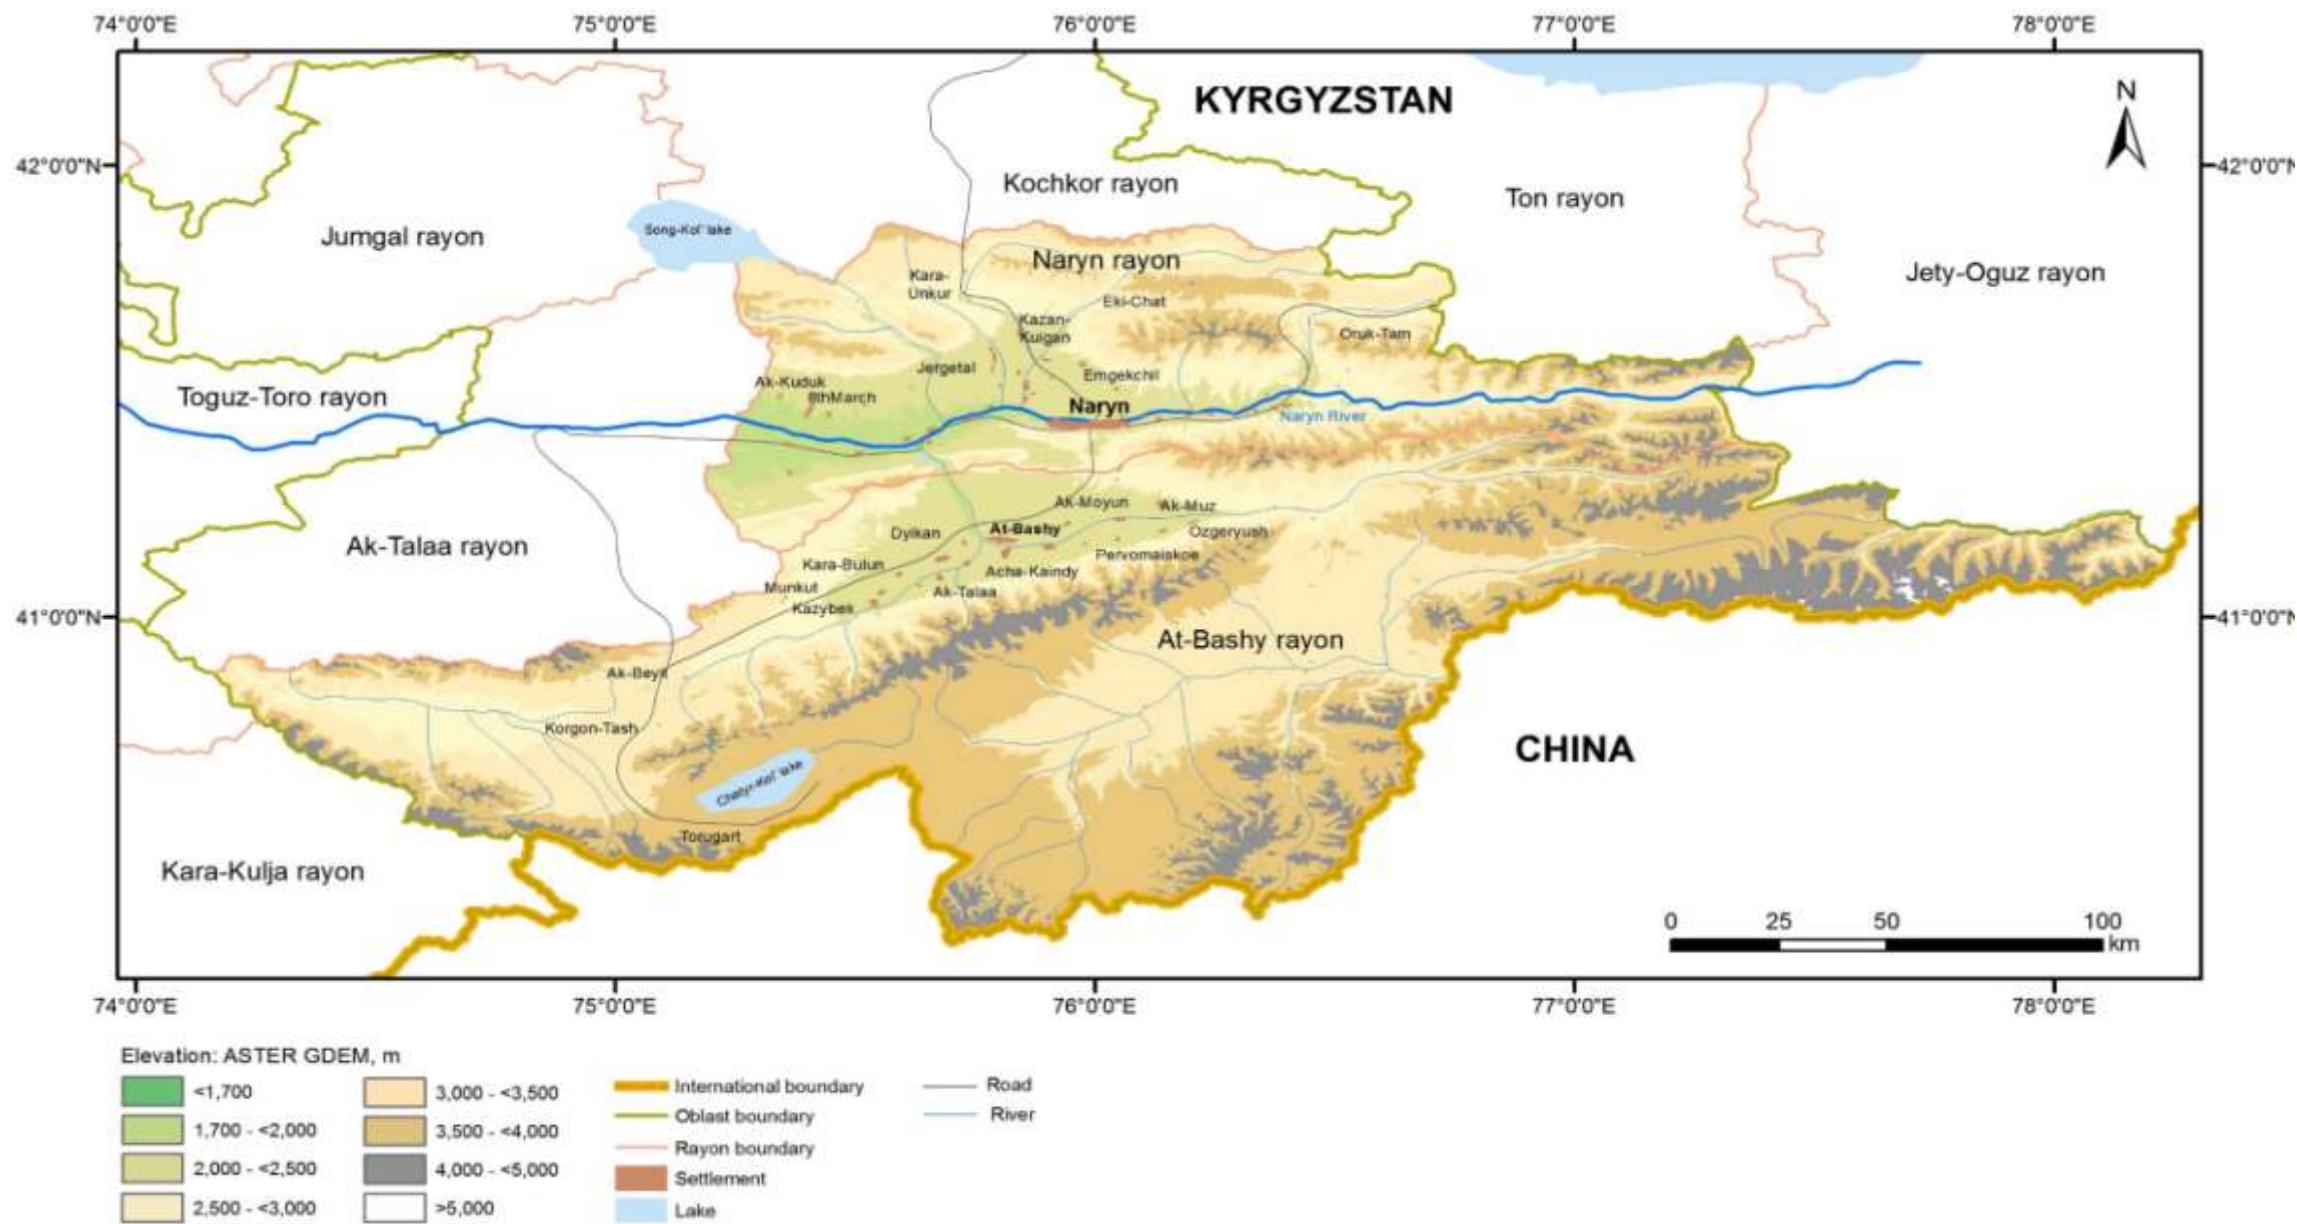 74°0'0"E 75°0'0"E 76°0'0"E 77°0'0"E 78°0'0"E
KYRGYZSTAN
N
42°0'0"N
42°0'0"N
Kochkor rayon
Ton rayon
Jumgal rayon
Song-Kol' lake
Naryn rayon
Jety-Oguz rayon
Kara-
Unkur
Eki-Chat
Kazan-
Kuigan
Oruk-Tam
Jergetal
Emgekchil
Ak-Kuduk
8thMarch
Toguz-Toro rayon
Naryn
Naryn River
Ak-Moyun
Ak-Muz
At-Bashy
Dyikan
Ozgeryush
Ak-Talaa rayon
Pervomaiskoe
Kara-Bulun
Acha-Kaindy
Munkut
Ak-Talaa
Kazybek
41°0'0"N
41°0'0"N
At-Bashy rayon
Ak-Beyit
Korgon-Tash
CHINA
Chatyr-Kol' lake
Torugart
Kara-Kulja rayon
0 25 50 100
km
74°0'0"E 75°0'0"E 76°0'0"E 77°0'0"E 78°0'0"E
Elevation: ASTER GDEM, m
<1,700
1,700 - <2,000
2,000 - <2,500
2,500 - <3,000
3,000 - <3,500
3,500 - <4,000
4,000 - <5,000
>5,000
International boundary
Oblast boundary
Rayon boundary
Settlement
Lake
Road
River